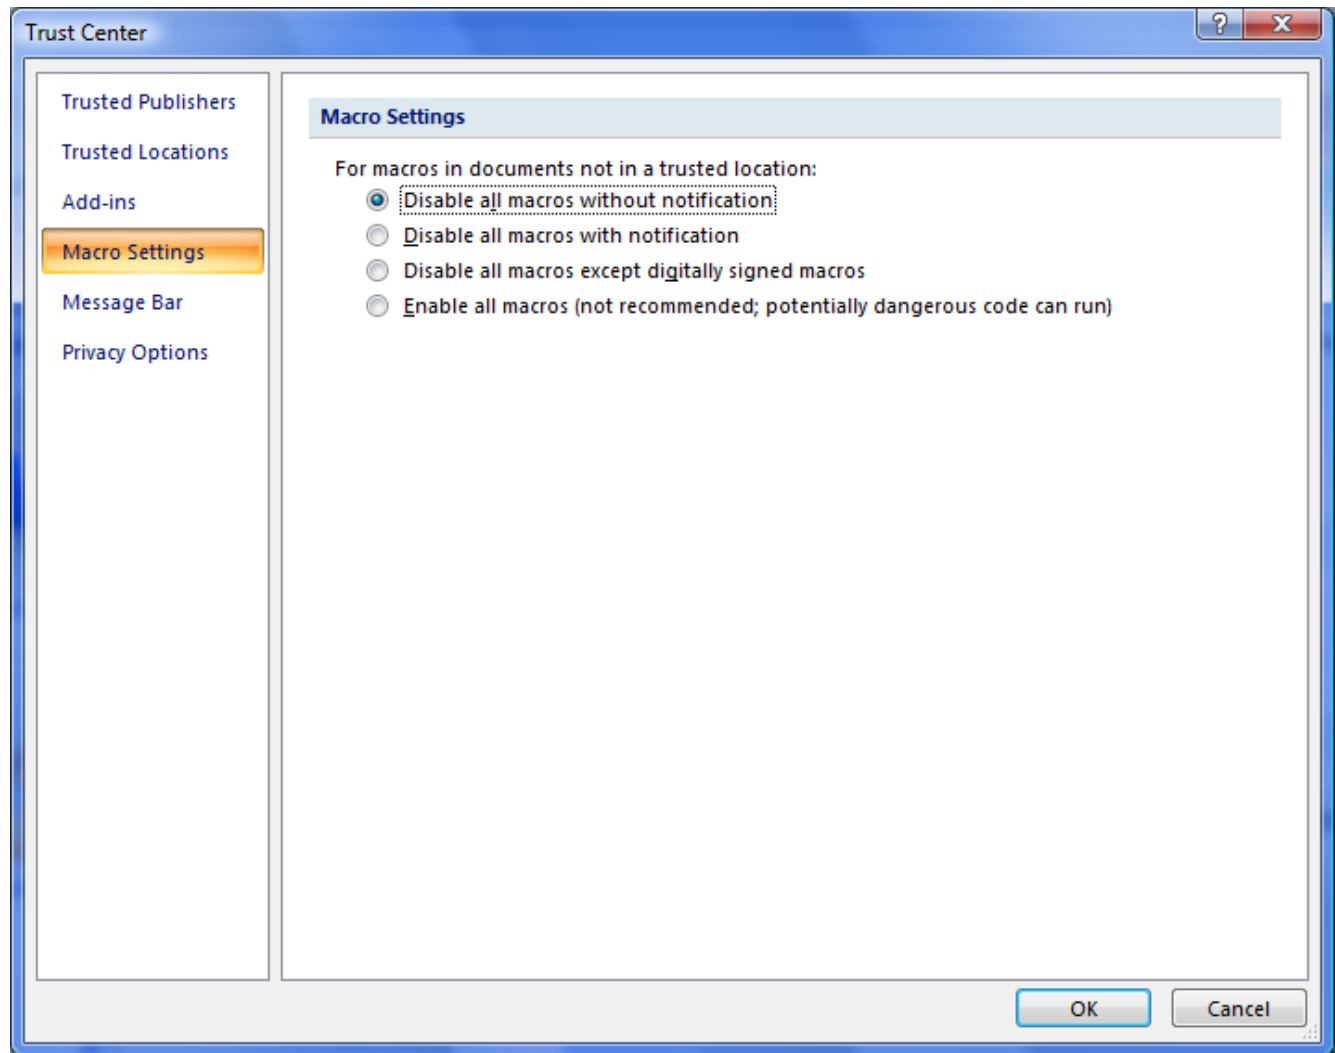 Trust Center
?
X
Trusted Publishers
Trusted Locations
Add-ins
Macro Settings
Message Bar
Privacy Options
Macro Settings
For macros in documents not in a trusted location:
Disable all macros without notification
Disable all macros with notification
Disable all macros except digitally signed macros
Enable all macros (not recommended; potentially dangerous code can run)
OK
Cancel